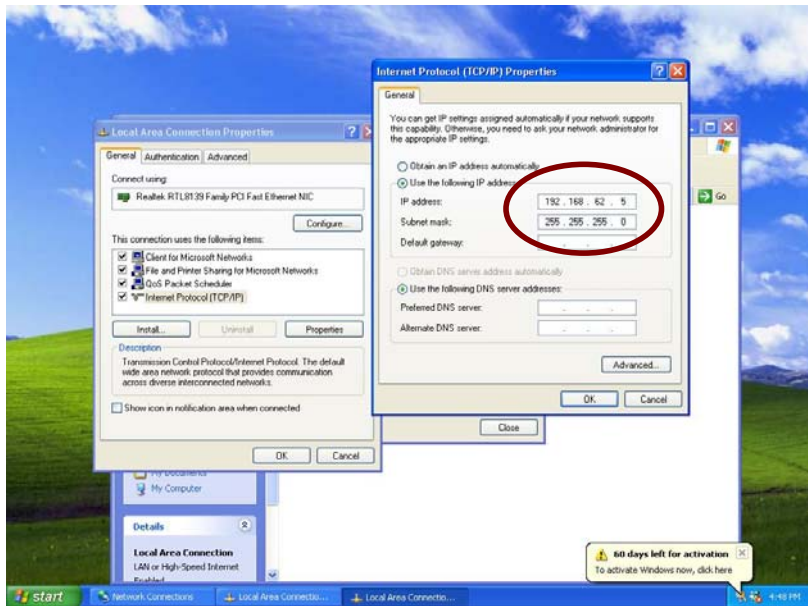 Internet Protocol (TCP/IP) Properties
General
You can get IP settings assigned automatically if your network supports
this capability. Otherwise, you need to ask your network administrator for
the appropriate IP settings.
Obtain an IP address automatically
Use the following IP address
IP address: 192 . 168 . 62 . 5
Subnet mask: 255 . 255 . 255 . 0
Default gateway: . . .
Obtain DNS server address automatically
Use the following DNS server addresses:
Preferred DNS server: . . .
Alternate DNS server: . . .
Advanced...
OK Cancel
Local Area Connection Properties
General Authentication Advanced
Connect using:
Realtek RTL8139 Family PCI Fast Ethernet NIC
Configure...
This connection uses the following items:
Client for Microsoft Networks
File and Printer Sharing for Microsoft Networks
QoS Packet Scheduler
Internet Protocol (TCP/IP)
Install... Uninstall Properties
Description
Transmission Control Protocol/Internet Protocol. The default
wide area network protocol that provides communication
across diverse interconnected networks.
Show icon in notification area when connected
OK Cancel
Close
Go
My Documents
My Computer
Details
Local Area Connection
LAN or High-Speed Internet
Enabled
60 days left for activation
To activate Windows now, click here
start Network Connections Local Area Connectio... Local Area Connectio... 4:48 PM